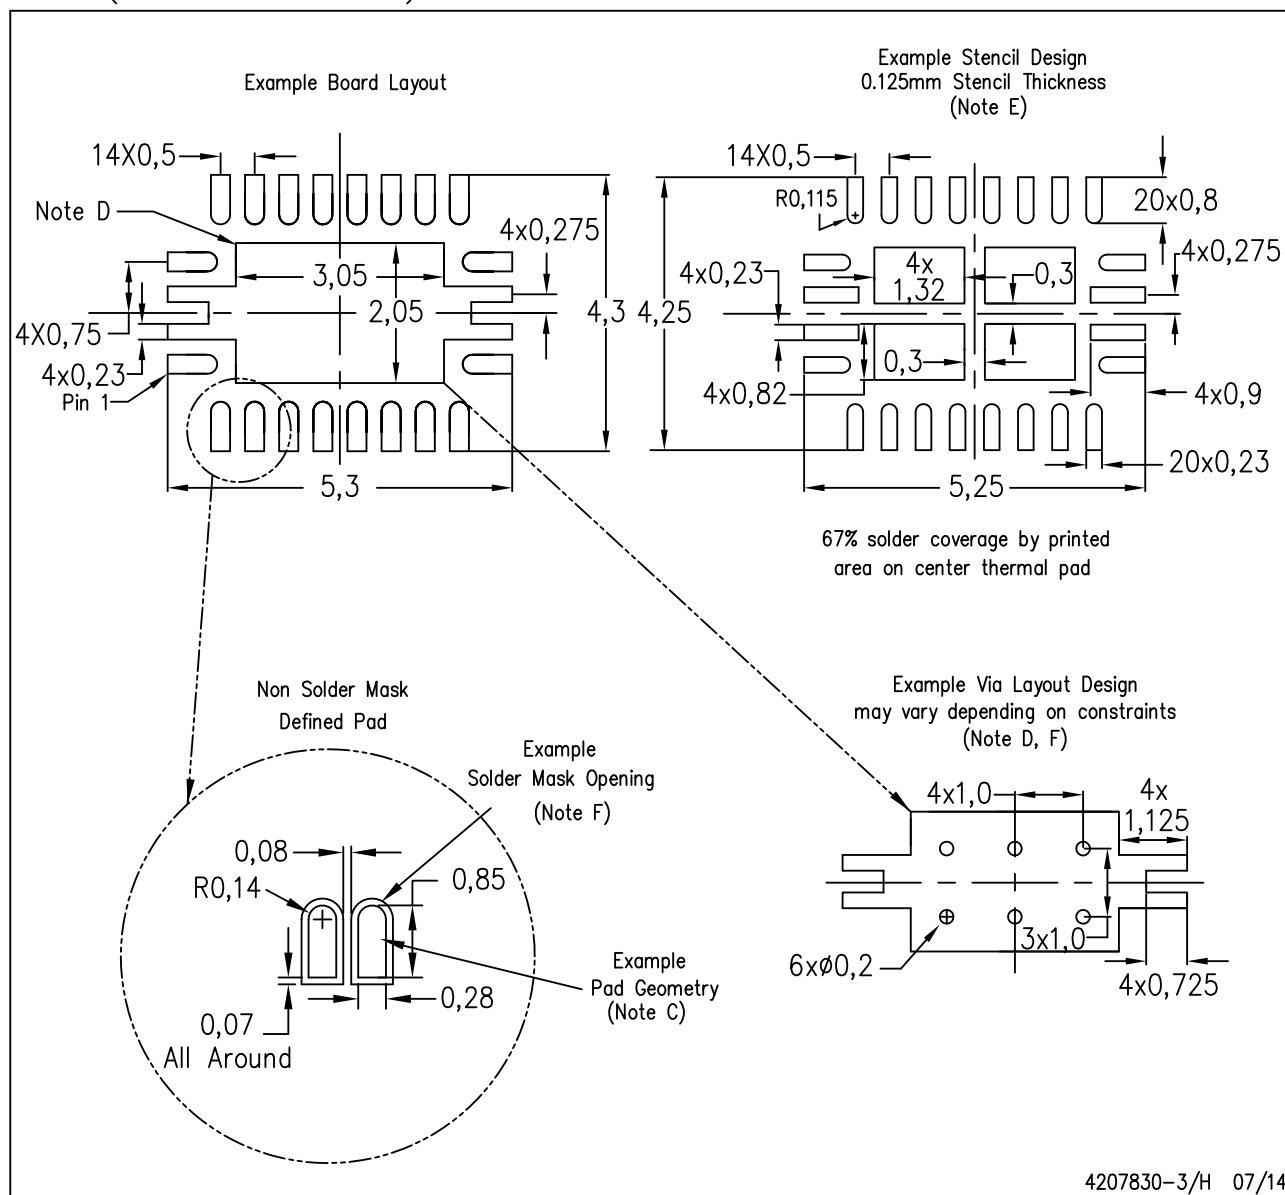 Example Board Layout
14X0,5
Note D
4x0,275
3,05
2,05
4,3
4X0,75
4x0,23
Pin 1
5,3
Example Stencil Design
0.125mm Stencil Thickness
(Note E)
14X0,5
R0,115
20x0,8
4x0,275
4x0,23
4x
1,32
0,3
4,25
0,3
4x0,82
4x0,9
20x0,23
5,25
67% solder coverage by printed
area on center thermal pad
Non Solder Mask
Defined Pad
Example
Solder Mask Opening
(Note F)
0,08
R0,14
0,85
0,28
Example
Pad Geometry
(Note C)
0,07
All Around
Example Via Layout Design
may vary depending on constraints
(Note D, F)
4x1,0
4x
1,125
3x1,0
6xø0,2
4x0,725
4207830-3/H 07/14